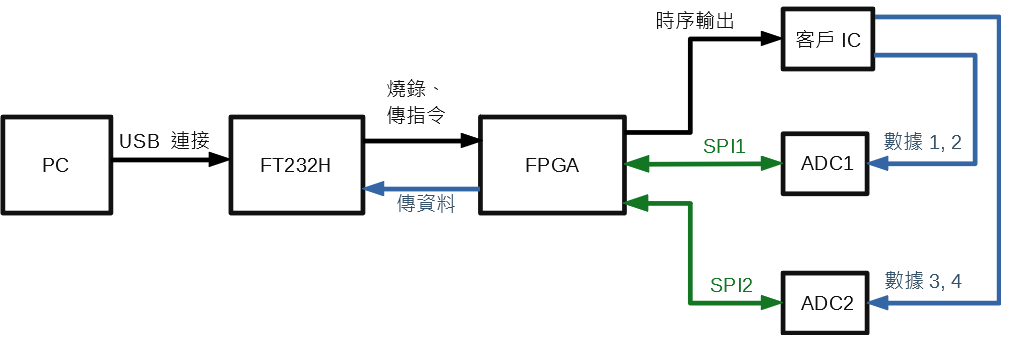 時序輸出
客戶 IC
燒錄、
傳指令
USB 連接
PC
FT232H
FPGA
SPI1
ADC1
數據 1, 2
傳資料
SPI2
ADC2
數據 3, 4